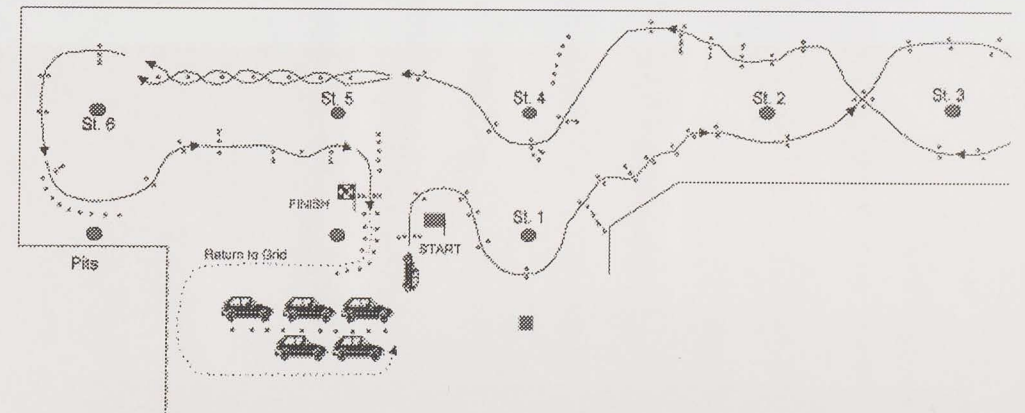 St. 6
St. 5
St. 4
St. 2
St. 3
FINISH
St. 1
START
Return to Grid
Pits